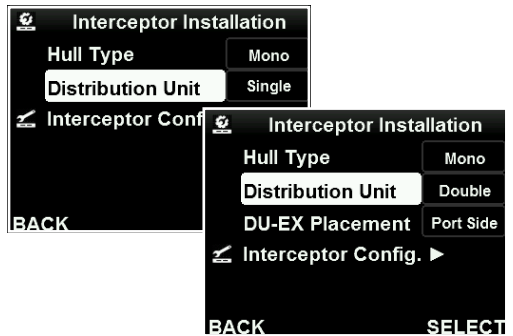 Interceptor Insta
Hull Type Mono
Distribution Unit Single
Interceptor Conf
BACK
Interceptor Installation
Hull Type Mono
Distribution Unit Double
DU-EX Placement Port Side
Interceptor Config. ►
BACK SELECT